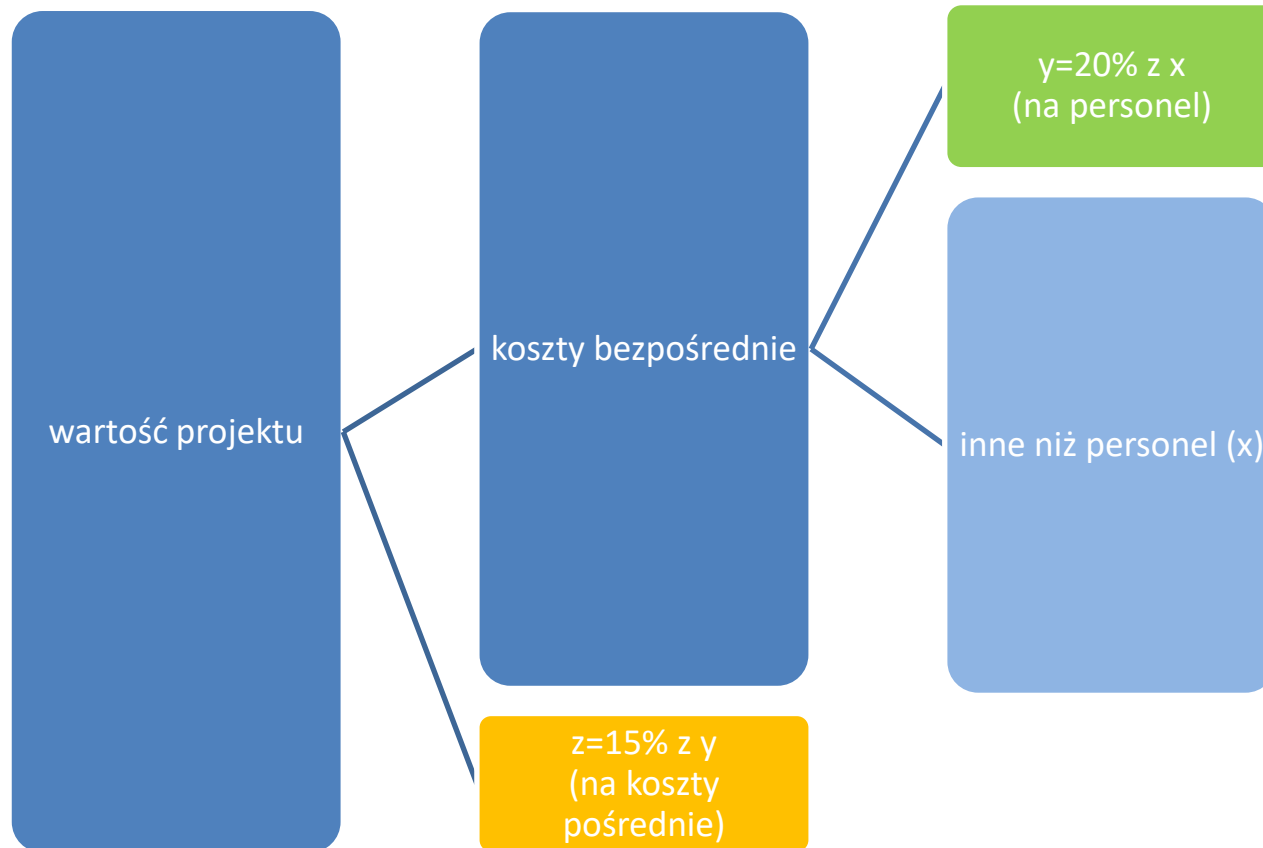 wartość projektu
koszty bezpośrednie
z=15% z y
(na koszty
pośrednie)
y=20% z x
(na personel)
inne niż personel (x)